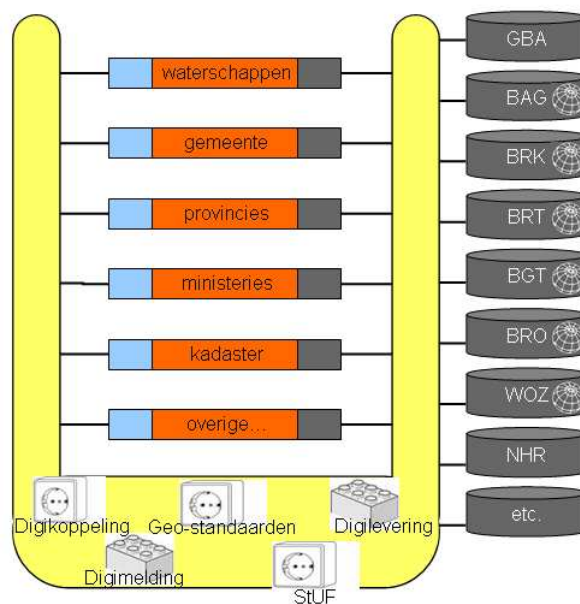 GBA
waterschappen
BAG
gemeente
BRK
provincies
BRT
ministeries
BGT
kadaster
BRO
overige...
WOZ
NHR
etc.
Digikoppeling
Geo-standaarden
Digilevering
Digimelding
StUF